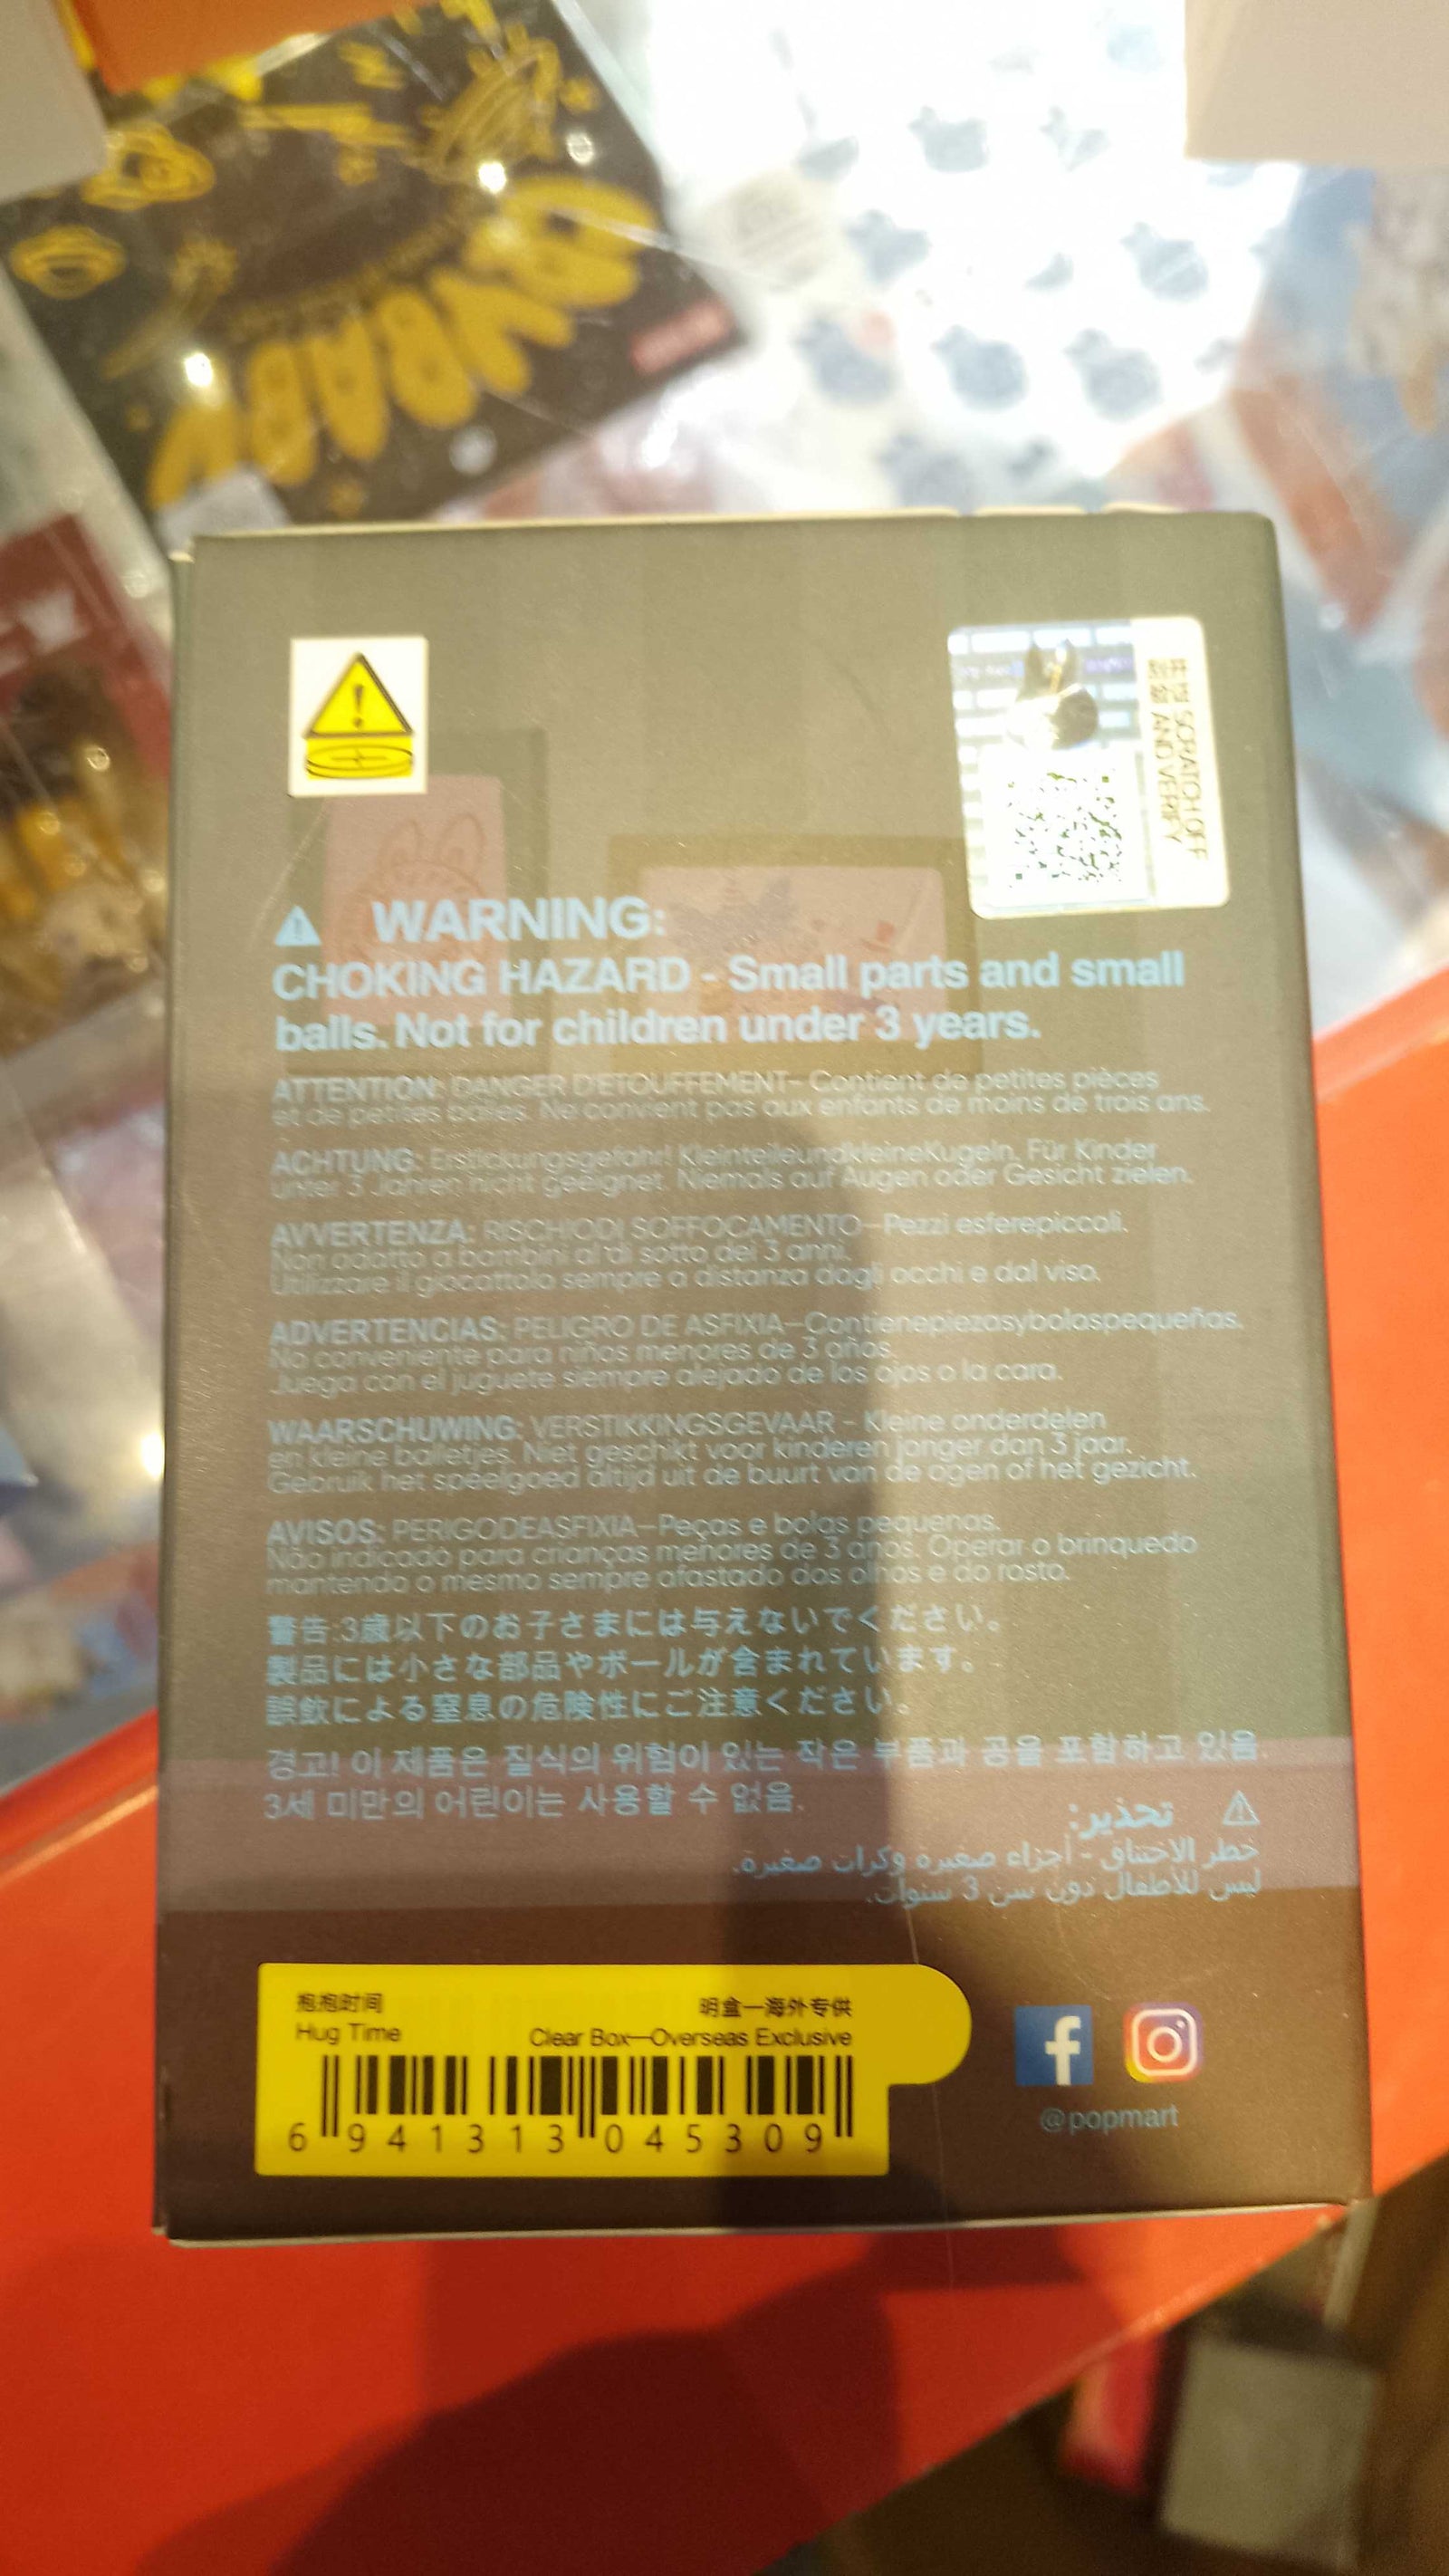 刮开 SCRATCH OFF
验证 AND VERIFY
WARNING:
CHOKING HAZARD - Small parts and small
balls. Not for children under 3 years.
ATTENTION: DANGER D'ETOUFFEMENT- Contient de petites pièces
et de petites balles. Ne convient pas aux enfants de moins de trois ans.
ACHTUNG: Erstickungsgefahr! KleinteileundkleineKugeln. Für Kinder
unter 3 Jahren nicht geeignet. Niemals auf Augen oder Gesicht zielen.
AVVERTENZA: RISCHIODI SOFFOCAMENTO—Pezzi esferepiccoli.
Non adatto a bambini al di sotto dei 3 anni.
Utilizzare il giocattolo sempre a distanza dagli occhi e dal viso.
ADVERTENCIAS: PELIGRO DE ASFIXIA—Contienepiezasybolaspequeñas.
No conveniente para niños menores de 3 años.
Juega con el juguete siempre alejado de los ojos o la cara.
WAARSCHUWING: VERSTIKKINGSGEVAAR - Kleine onderdelen
en kleine balletjes. Niet geschikt voor kinderen jonger dan 3 jaar.
Gebruik het speelgoed altijd uit de buurt van de ogen of het gezicht.
AVISOS: PERIGODEASFIXIA—Peças e bolas pequenas.
Não indicado para crianças menores de 3 anos. Operar o brinquedo
mantendo o mesmo sempre afastado dos olhos e do rosto.
警告:3歳以下のお子さまには与えないでください。
製品には小さな部品やボールが含まれています。
誤飲による窒息の危険性にご注意ください。
경고! 이 제품은 질식의 위험이 있는 작은 부품과 공을 포함하고 있음.
3세 미만의 어린이는 사용할 수 없음.
تحذير:
خطر الاختناق - أجزاء صغيرة وكرات صغيرة.
ليس للأطفال دون سن 3 سنوات.
抱抱时间 明盒—海外专供
Hug Time Clear Box—Overseas Exclusive
6 941313 045309
@popmart